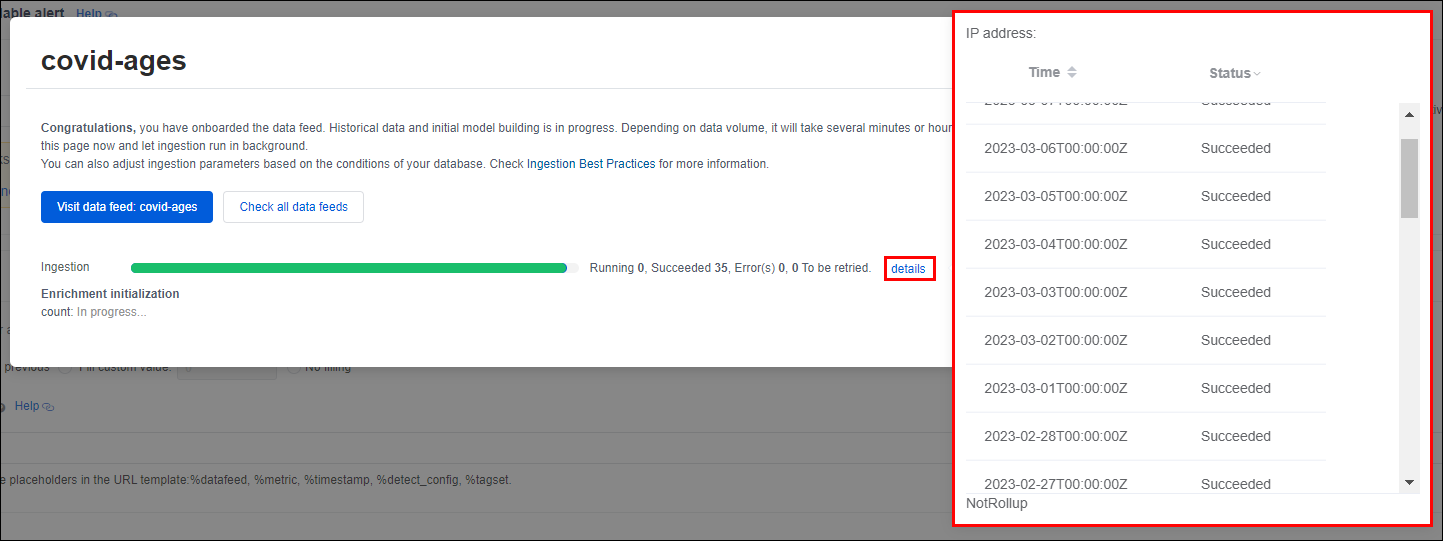 lable alert Help
covid-ages
Congratulations, you have onboarded the data feed. Historical data and initial model building is in progress. Depending on data volume, it will take several minutes or hour
this page now and let ingestion run in background.
You can also adjust ingestion parameters based on the conditions of your database. Check Ingestion Best Practices for more information.
Visit data feed: covid-ages
Check all data feeds
Ingestion
Running 0, Succeeded 35, Error(s) 0, 0 To be retried.
details
Enrichment initialization
count: In progress...
previous Fill custom value: No filling
Help
e placeholders in the URL template:%datafeed, %metric, %timestamp, %detect_config, %tagset.
IP address:
Time Status
2023-03-07T00:00:00Z Succeeded
2023-03-06T00:00:00Z Succeeded
2023-03-05T00:00:00Z Succeeded
2023-03-04T00:00:00Z Succeeded
2023-03-03T00:00:00Z Succeeded
2023-03-02T00:00:00Z Succeeded
2023-03-01T00:00:00Z Succeeded
2023-02-28T00:00:00Z Succeeded
2023-02-27T00:00:00Z Succeeded
NotRollup